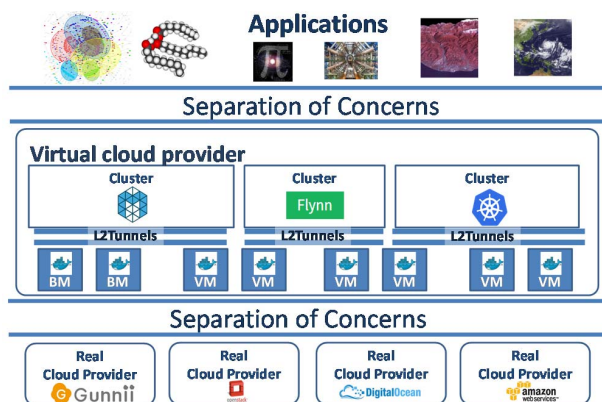 Applications
Separation of Concerns
Virtual cloud provider
Cluster
Cluster
Cluster
Flynn
L2Tunnels
L2Tunnels
L2Tunnels
BM
BM
VM
VM
VM
VM
VM
VM
Separation of Concerns
Real
Cloud Provider
Gunnii
Real
Cloud Provider
openstack
Real
Cloud Provider
DigitalOcean
Real
Cloud Provider
amazon
web services™